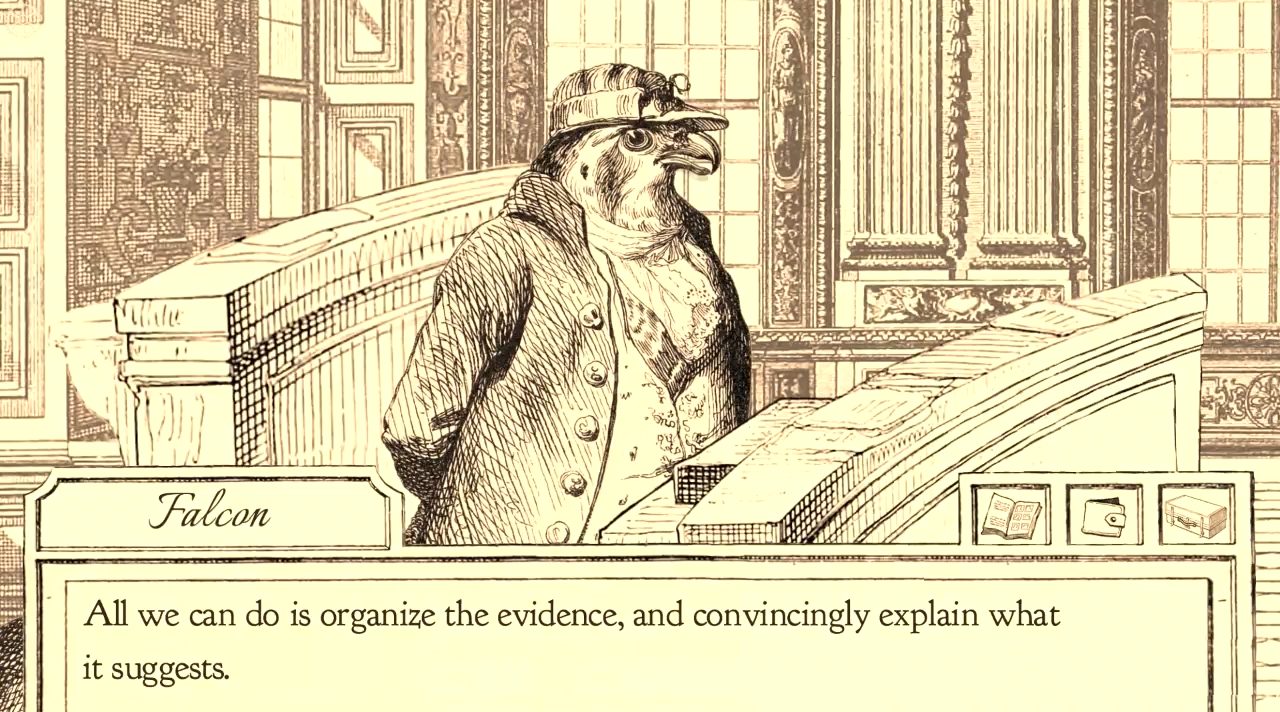 Falcon
All we can do is organize the evidence, and convincingly explain what
it suggests.